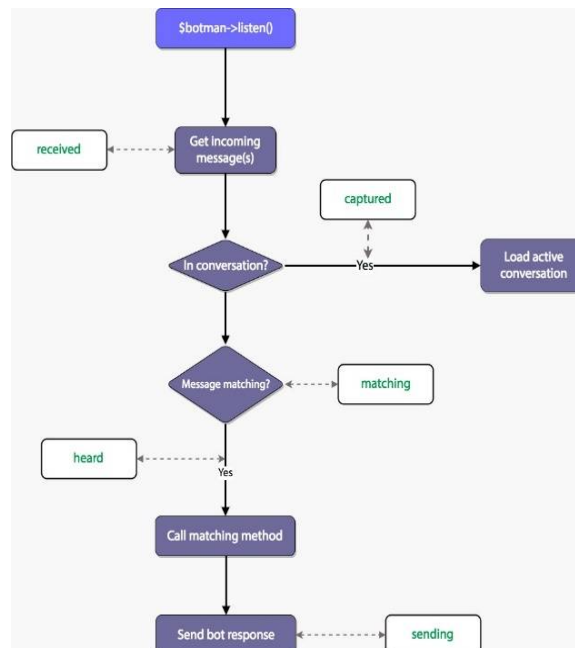 $botman->listen()
Get incoming
message(s)
received
captured
In conversation?
Yes
Load active
conversation
Message matching?
matching
heard
Yes
Call matching method
Send bot response
sending